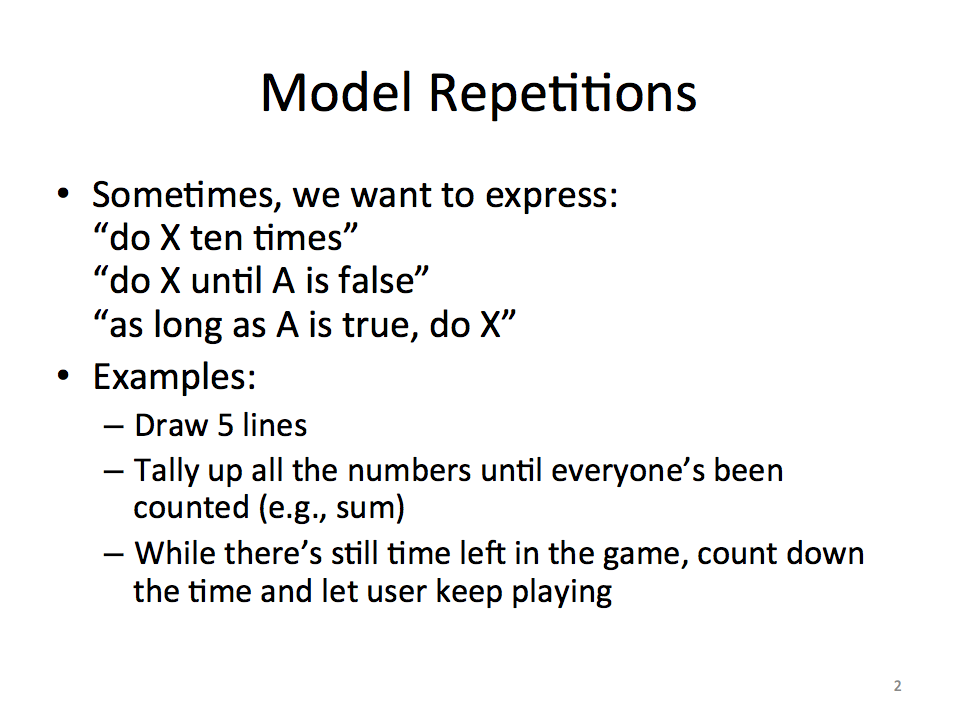 Model Repetitions
• Sometimes, we want to express:
“do X ten times”
“do X until A is false”
“as long as A is true, do X”
• Examples:
– Draw 5 lines
– Tally up all the numbers until everyone’s been
counted (e.g., sum)
– While there’s still time left in the game, count down
the time and let user keep playing
2